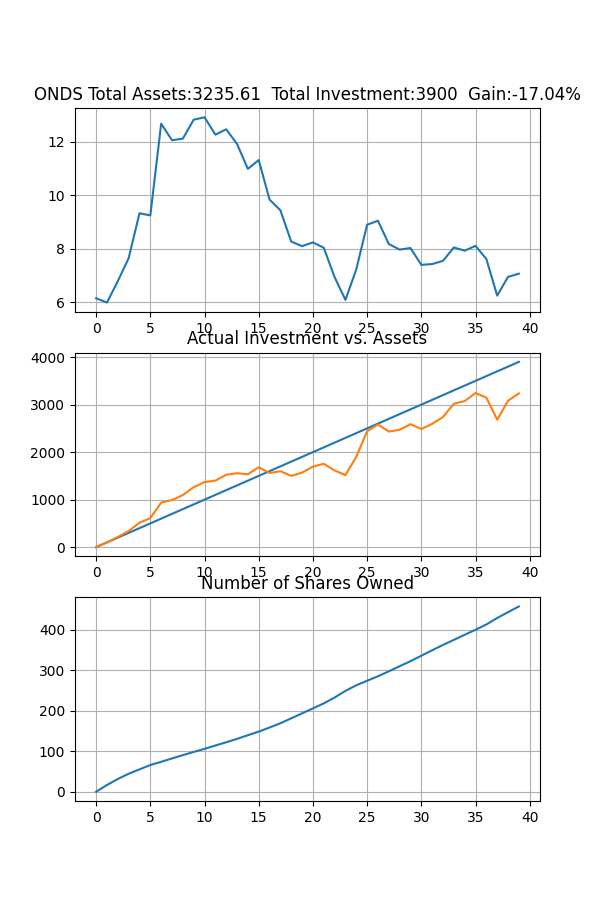 ONDS Total Assets:3235.61  Total Investment:3900  Gain:-17.04%
12
10
8
6
0 5 10 15 20 25 30 35 40
Actual Investment vs. Assets
4000
3000
2000
1000
0
0 5 10 15 20 25 30 35 40
Number of Shares Owned
400
300
200
100
0
0 5 10 15 20 25 30 35 40